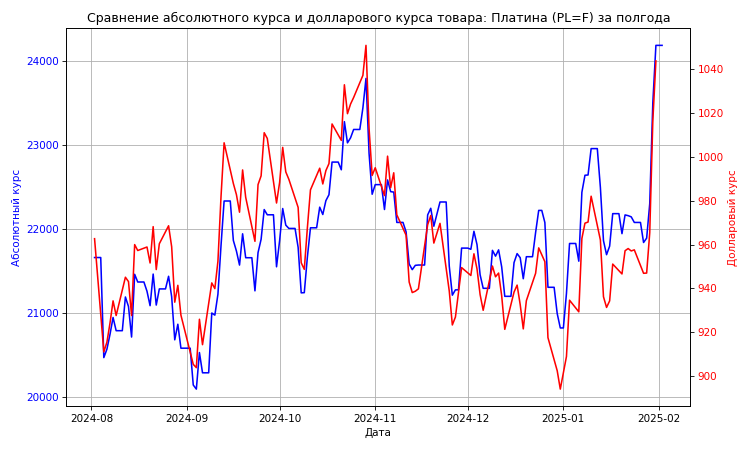 Сравнение абсолютного курса и долларового курса товара: Платина (PL=F) за полгода
Абсолютный курс
24000
23000
22000
21000
20000
1040
1020
1000
980
960
940
920
900
Долларовый курс
2024-08 2024-09 2024-10 2024-11 2024-12 2025-01 2025-02
Дата